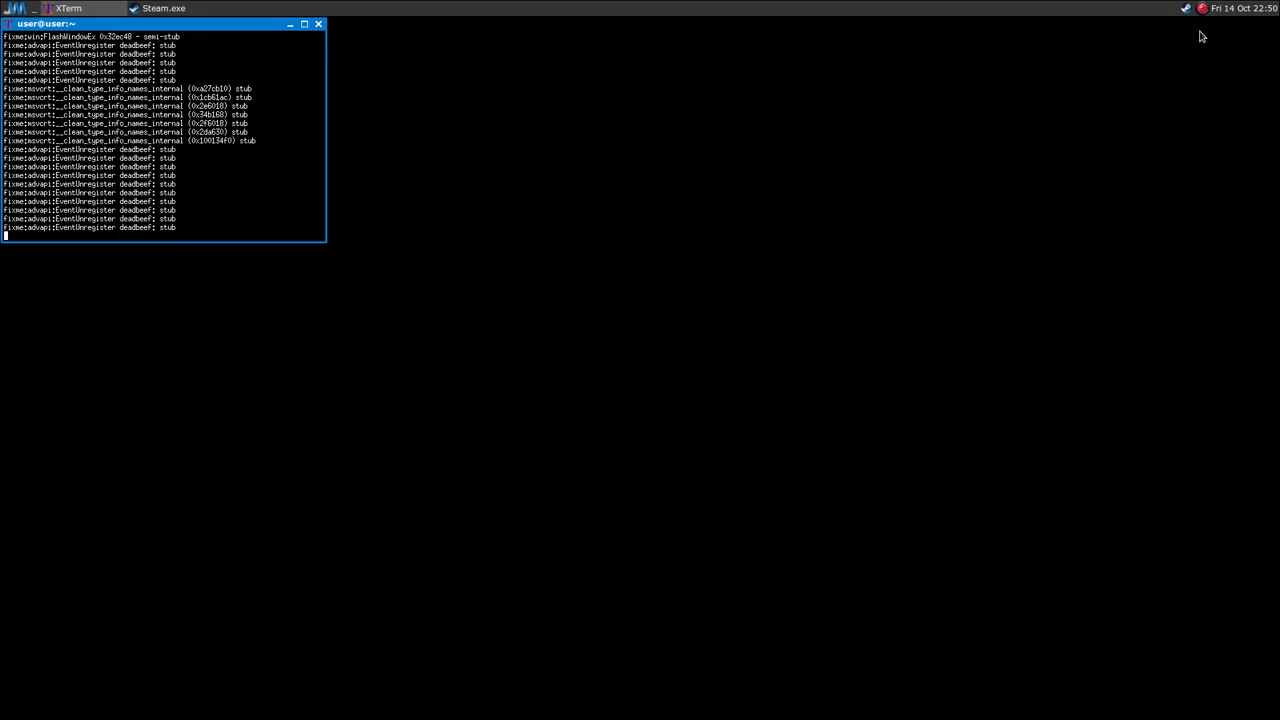 XTerm
Steam.exe
Fri 14 Oct 22:50
user@user:~
fixme:win:FlashWindowEx 0x32ec48 - semi-stub
fixme:advapi:EventUnregister deadbeef: stub
fixme:advapi:EventUnregister deadbeef: stub
fixme:advapi:EventUnregister deadbeef: stub
fixme:advapi:EventUnregister deadbeef: stub
fixme:advapi:EventUnregister deadbeef: stub
fixme:msvcrt:__clean_type_info_names_internal (0xa27cb10) stub
fixme:msvcrt:__clean_type_info_names_internal (0x1cb61ac) stub
fixme:msvcrt:__clean_type_info_names_internal (0x2e6018) stub
fixme:msvcrt:__clean_type_info_names_internal (0x34b168) stub
fixme:msvcrt:__clean_type_info_names_internal (0x2f6018) stub
fixme:msvcrt:__clean_type_info_names_internal (0x2da630) stub
fixme:msvcrt:__clean_type_info_names_internal (0x100134f0) stub
fixme:advapi:EventUnregister deadbeef: stub
fixme:advapi:EventUnregister deadbeef: stub
fixme:advapi:EventUnregister deadbeef: stub
fixme:advapi:EventUnregister deadbeef: stub
fixme:advapi:EventUnregister deadbeef: stub
fixme:advapi:EventUnregister deadbeef: stub
fixme:advapi:EventUnregister deadbeef: stub
fixme:advapi:EventUnregister deadbeef: stub
fixme:advapi:EventUnregister deadbeef: stub
fixme:advapi:EventUnregister deadbeef: stub